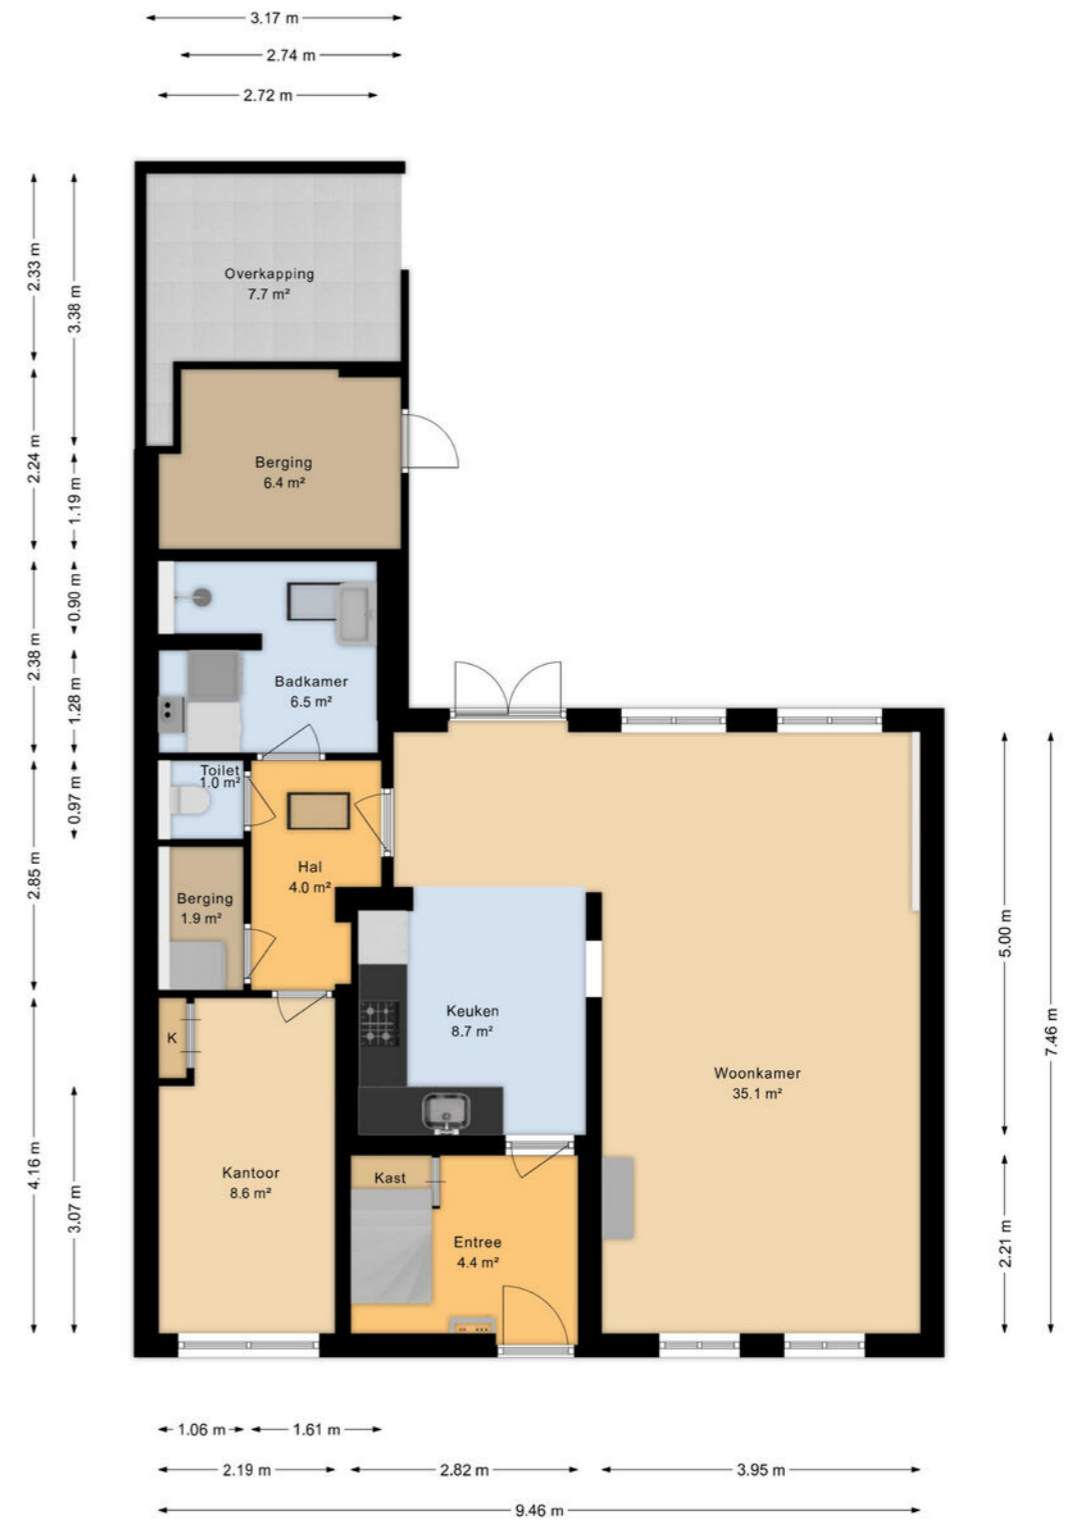 3.17 m
2.74 m
2.72 m
2.33 m
3.38 m
Overkapping
7.7 m²
2.24 m
1.19 m
Berging
6.4 m²
2.38 m
0.90 m
1.28 m
Badkamer
6.5 m²
0.97 m
Toilet
1.0 m²
2.85 m
Hal
4.0 m²
Berging
1.9 m²
5.00 m
7.46 m
K
Keuken
8.7 m²
Woonkamer
35.1 m²
4.16 m
3.07 m
Kantoor
8.6 m²
Kast
Entree
4.4 m²
2.21 m
1.06 m
1.61 m
2.19 m
2.82 m
3.95 m
9.46 m